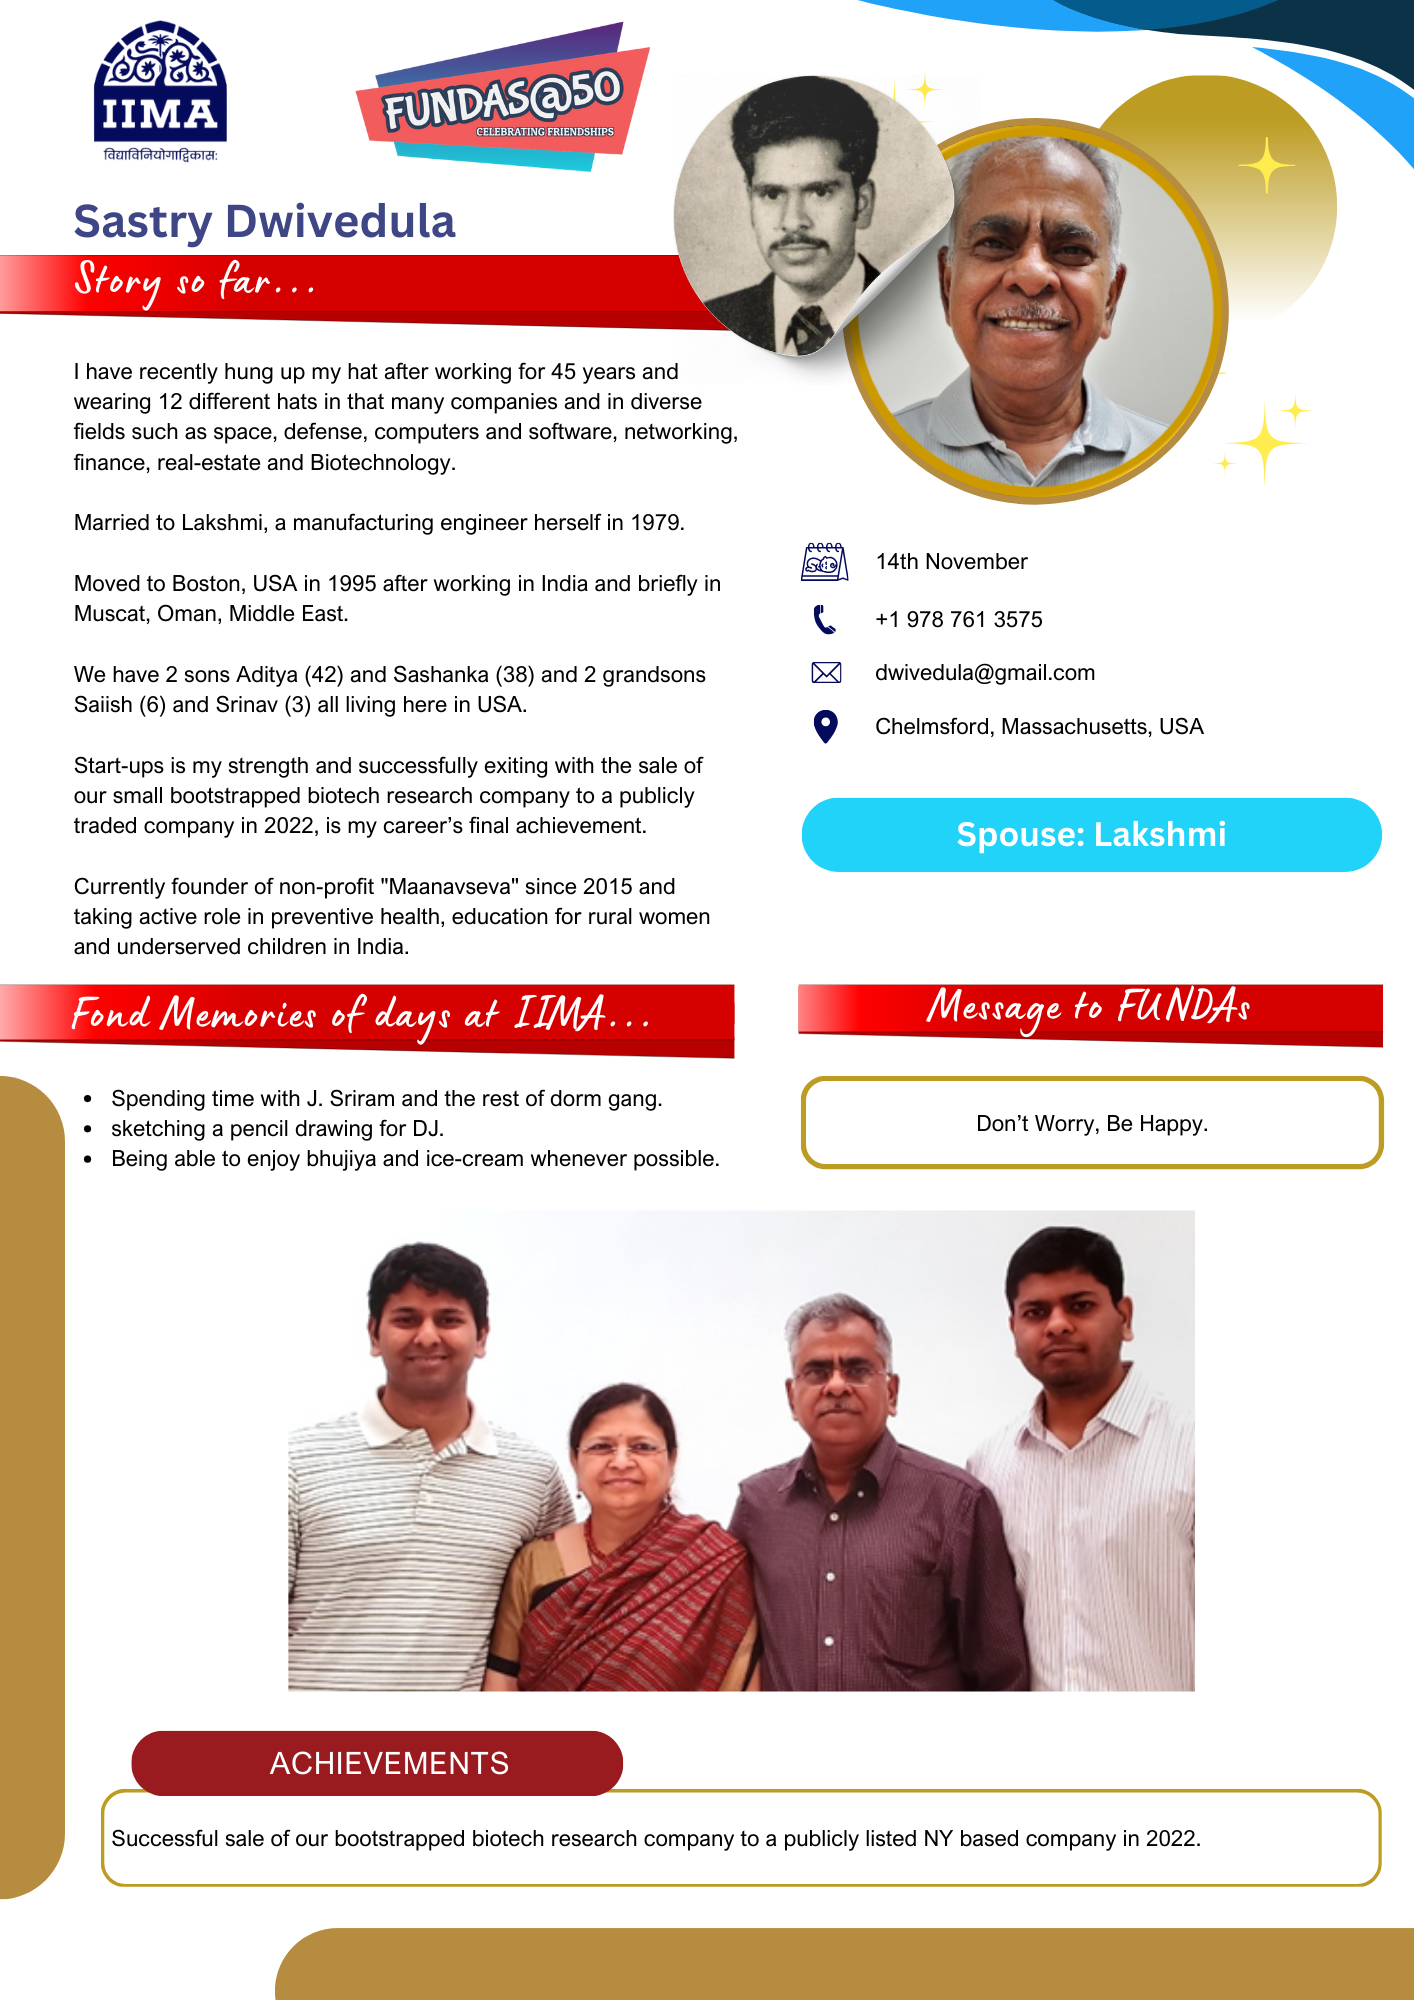 IIMA
विद्याविनियोगाद्विकास:
FUNDAS@50
CELEBRATING FRIENDSHIPS
Sastry Dwivedula
Story so far...
I have recently hung up my hat after working for 45 years and
wearing 12 different hats in that many companies and in diverse
fields such as space, defense, computers and software, networking,
finance, real-estate and Biotechnology.
Married to Lakshmi, a manufacturing engineer herself in 1979.
Moved to Boston, USA in 1995 after working in India and briefly in
Muscat, Oman, Middle East.
We have 2 sons Aditya (42) and Sashanka (38) and 2 grandsons
Saiish (6) and Srinav (3) all living here in USA.
Start-ups is my strength and successfully exiting with the sale of
our small bootstrapped biotech research company to a publicly
traded company in 2022, is my career’s final achievement.
Currently founder of non-profit "Maanavseva" since 2015 and
taking active role in preventive health, education for rural women
and underserved children in India.
14th November
+1 978 761 3575
dwivedula@gmail.com
Chelmsford, Massachusetts, USA
Spouse: Lakshmi
Fond Memories of days at IIMA...
• Spending time with J. Sriram and the rest of dorm gang.
• sketching a pencil drawing for DJ.
• Being able to enjoy bhujiya and ice-cream whenever possible.
Message to FUNDAs
Don’t Worry, Be Happy.
ACHIEVEMENTS
Successful sale of our bootstrapped biotech research company to a publicly listed NY based company in 2022.